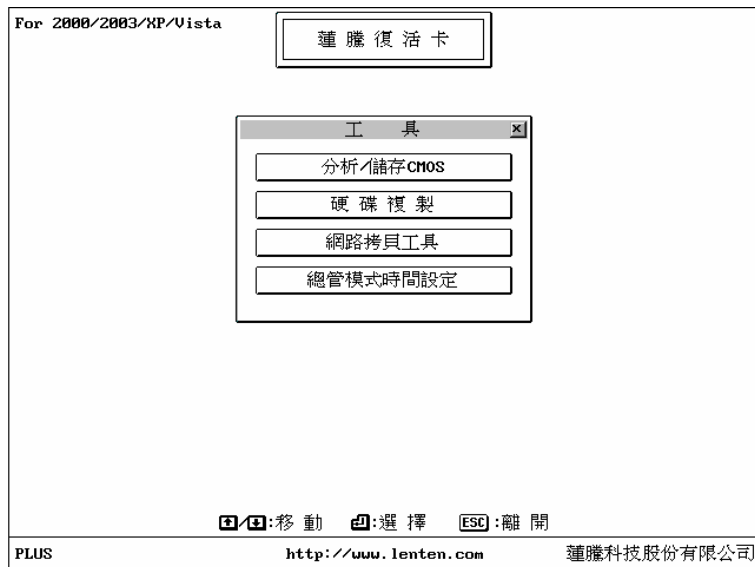 For 2000/2003/XP/Vista
蓮騰復活卡
工具
分析/儲存CMOS
硬碟複製
網路拷貝工具
總管模式時間設定
:移動 :選擇 ESC:離開
PLUS http://www.lenten.com 蓮騰科技股份有限公司